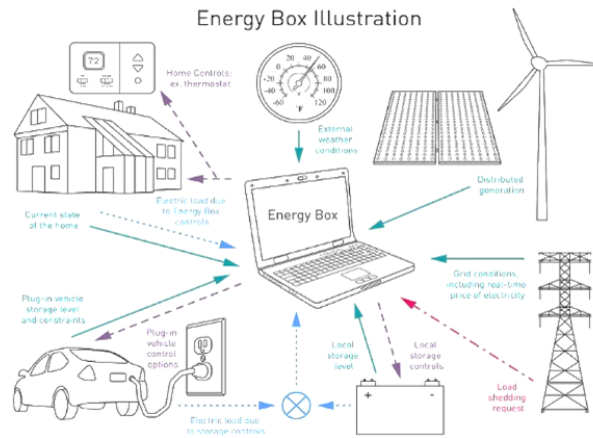 Energy Box Illustration
72
Home Controls:
ex. thermostat
-60
-40
-20
0
20
40
60
80
100
120
°F
External
weather
conditions
Distributed
generation
Energy Box
Electric load due
to Energy Box
controls
Current state
of the home
Grid conditions,
including real-time
price of electricity
Plug-in vehicle
storage level
and constraints
Plug-in
vehicle
control
options
Local
storage
level
Local
storage
controls
Load
shedding
request
Electric load due
to storage controls
+
-